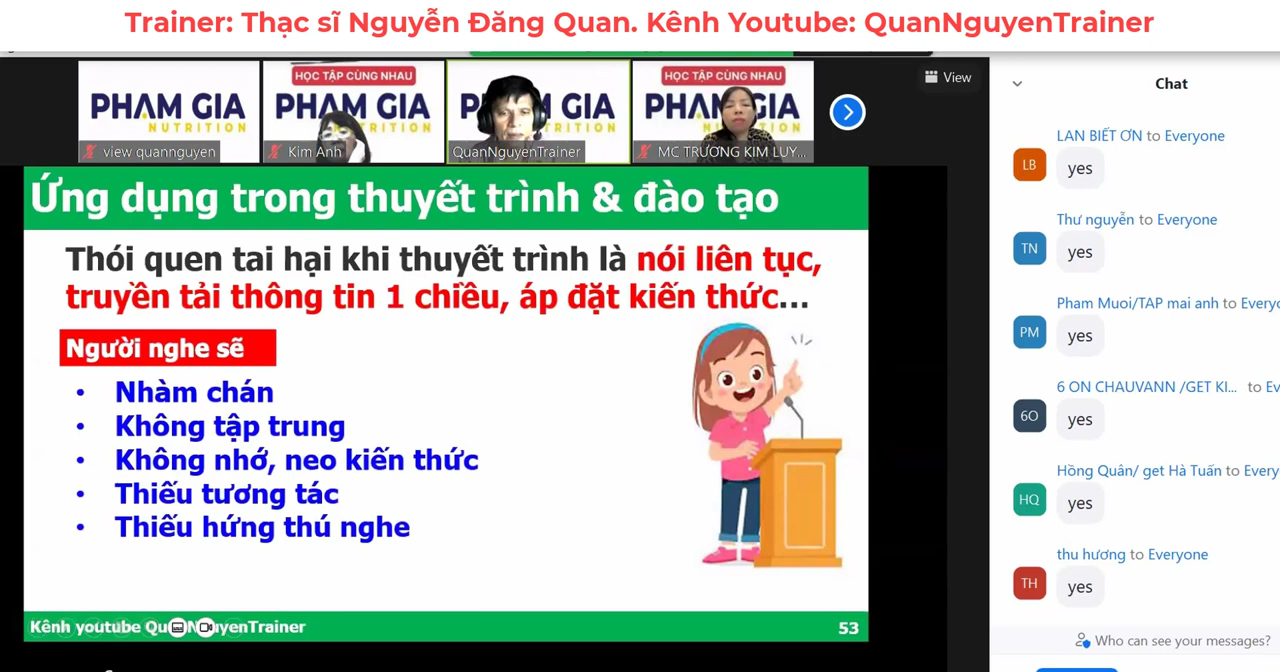 Trainer: Thạc sĩ Nguyễn Đăng Quan. Kênh Youtube: QuanNguyenTrainer
View
Chat
PHAM GIA
NUTRITION
view quannguyen
HỌC TẬP CÙNG NHAU
PHAM GIA
Kim Anh
QuanNguyenTrainer
HỌC TẬP CÙNG NHAU
MC TRƯƠNG KIM LUY...
Ứng dụng trong thuyết trình & đào tạo
Thói quen tai hại khi thuyết trình là nói liên tục,
truyền tải thông tin 1 chiều, áp đặt kiến thức...
Người nghe sẽ
• Nhàm chán
• Không tập trung
• Không nhớ, neo kiến thức
• Thiếu tương tác
• Thiếu hứng thú nghe
Kênh youtube
53
LAN BIẾT ƠN to Everyone
LB
yes
Thư nguyễn to Everyone
TN
yes
Pham Muoi/TAP mai anh to Everyo
PM
yes
6 ON CHAUVANN /GET KI... to Ev
6O
yes
Hồng Quân/ get Hà Tuấn to Every
HQ
yes
thu hương to Everyone
TH
yes
Who can see your messages?